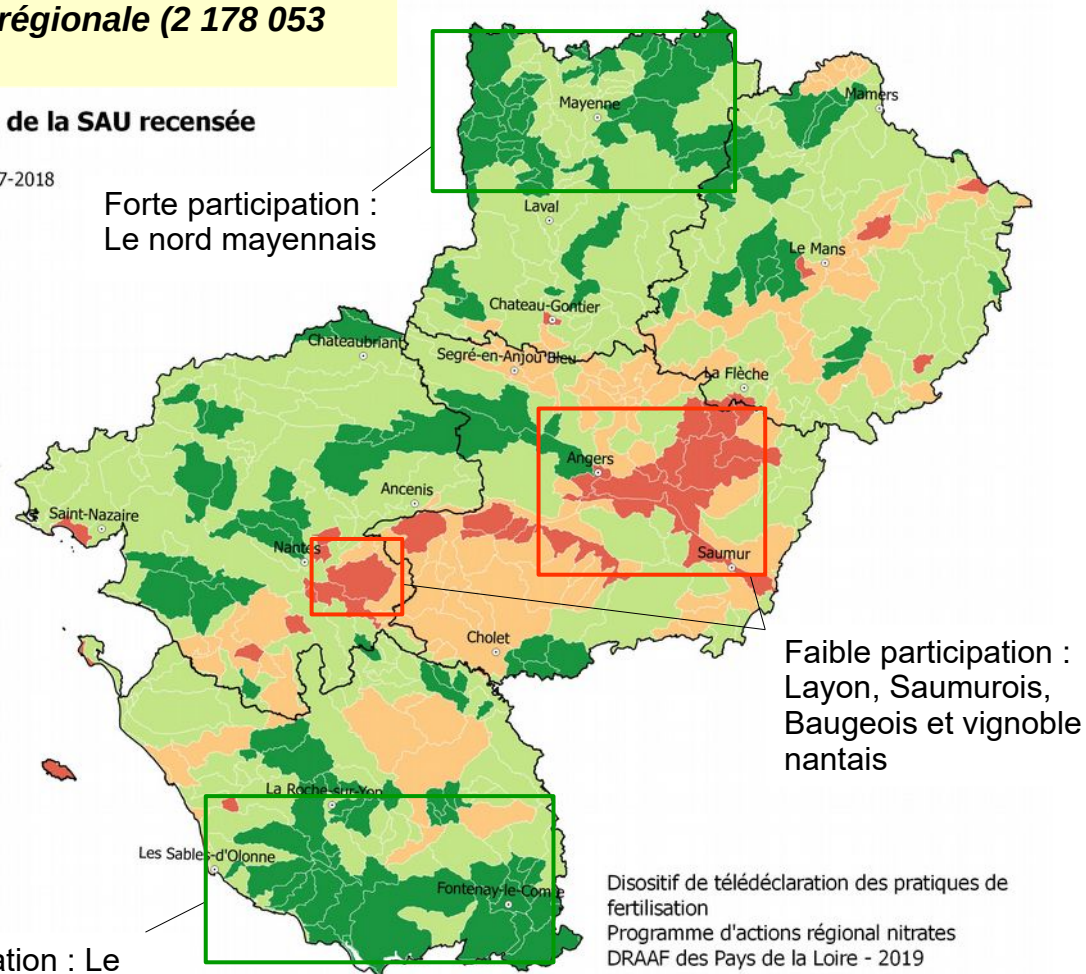 régionale (2 178 053
de la SAU recensée
7-2018
Forte participation :
Le nord mayennais
Mayenne
Mamers
Laval
Le Mans
Chateau-Gontier
Chateaubriant
Segré-en-Anjou Bleu
La Flèche
Angers
Ancenis
Saint-Nazaire
Nantes
Saumur
Cholet
Faible participation :
Layon, Saumurois,
Baugeois et vignoble
nantais
La Roche-sur-Yon
Les Sables-d'Olonne
Fontenay-le-Comte
Disositif de télédéclaration des pratiques de
fertilisation
Programme d'actions régional nitrates
DRAAF des Pays de la Loire - 2019
ation : Le